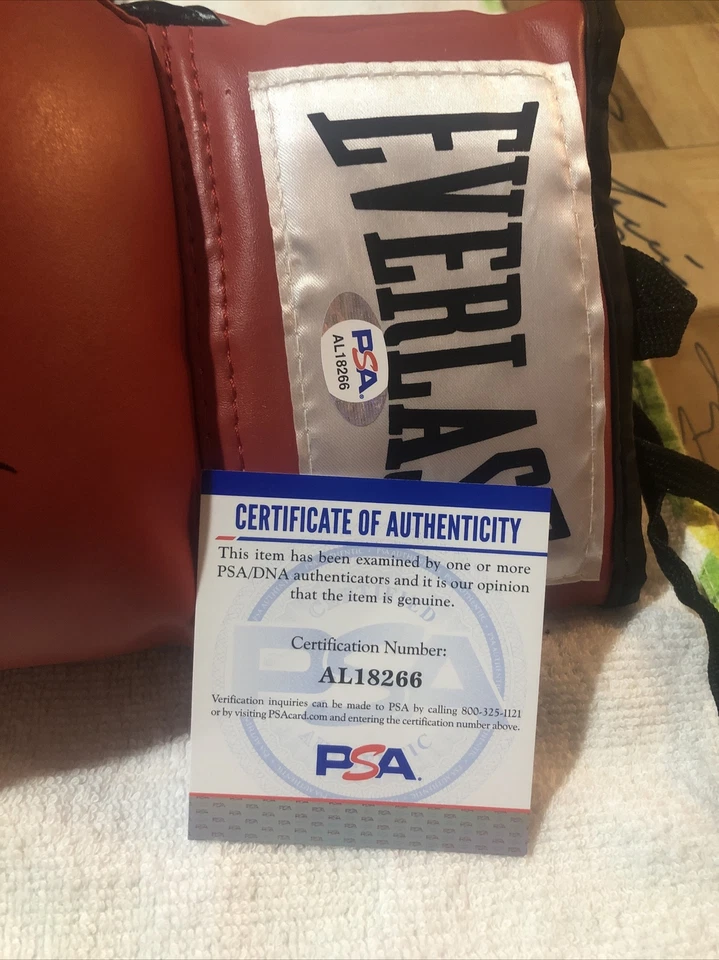 EVERLAS
PSA
AL18266
CERTIFICATE OF AUTHENTICITY
This item has been examined by one or more
PSA/DNA authenticators and it is our opinion
that the item is genuine.
Certification Number:
AL18266
Verification inquiries can be made to PSA by calling 800-325-1121
or by visiting PSAcard.com and entering the certification number above.
PSA